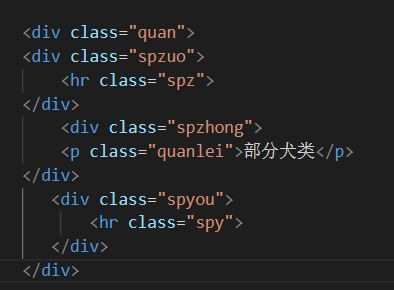 <div class="quan">
<div class="spzuo">
    <hr class="spz">
</div>
    <div class="spzhong">
    <p class="quanlei">部分犬类</p>
</div>
   <div class="spyou">
       <hr class="spy">
   </div>
</div>